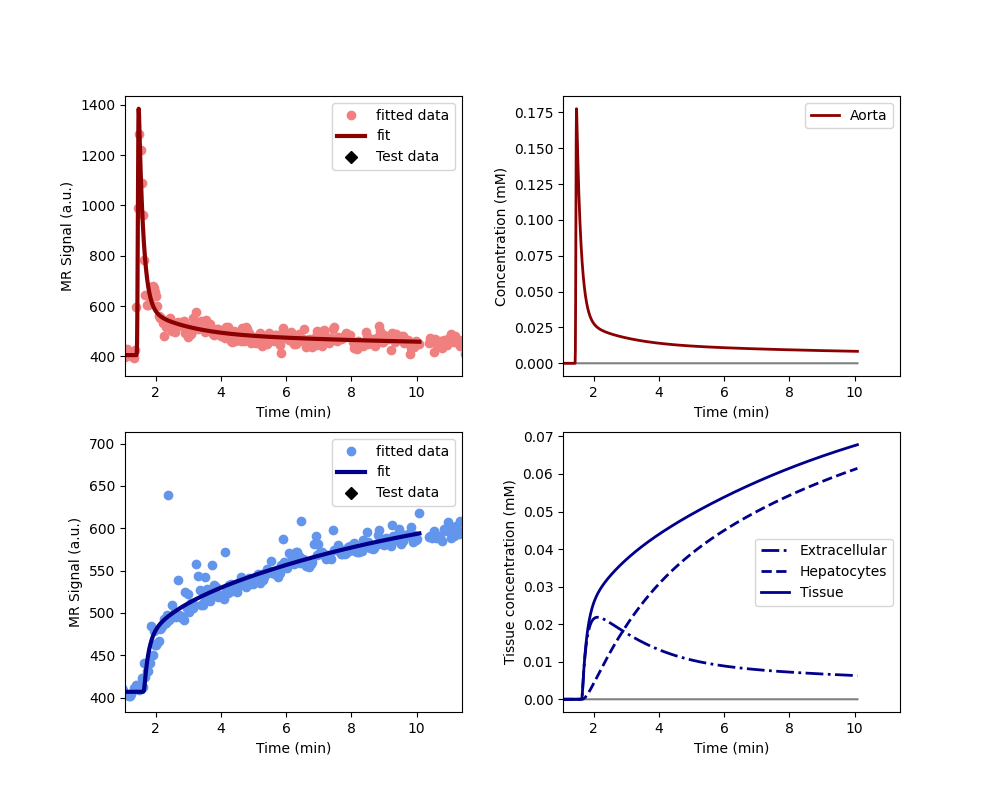 1400
1200
1000
800
600
400
MR Signal (a.u.)
2 4 6 8 10
Time (min)
fitted data
fit
Test data
0.175
0.150
0.125
0.100
0.075
0.050
0.025
0.000
Concentration (mM)
2 4 6 8 10
Time (min)
Aorta
700
650
600
550
500
450
400
MR Signal (a.u.)
2 4 6 8 10
Time (min)
fitted data
fit
Test data
0.07
0.06
0.05
0.04
0.03
0.02
0.01
0.00
Tissue concentration (mM)
2 4 6 8 10
Time (min)
Extracellular
Hepatocytes
Tissue